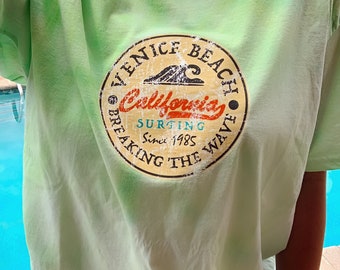 VENICE BEACH
California
SURFING
Since 1985
BREAKING THE WAVE